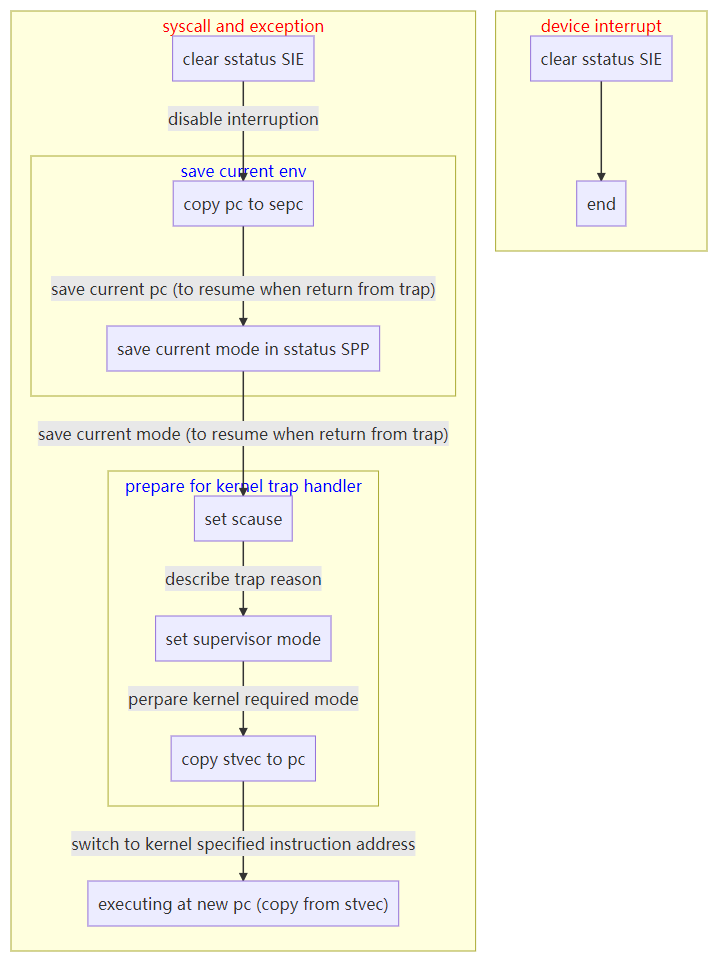 syscall and exception
clear sstatus SIE
disable interruption
save current env
copy pc to sepc
save current pc (to resume when return from trap)
save current mode in sstatus SPP
save current mode (to resume when return from trap)
prepare for kernel trap handler
set scause
describe trap reason
set supervisor mode
perpare kernel required mode
copy stvec to pc
switch to kernel specified instruction address
executing at new pc (copy from stvec)
device interrupt
clear sstatus SIE
end